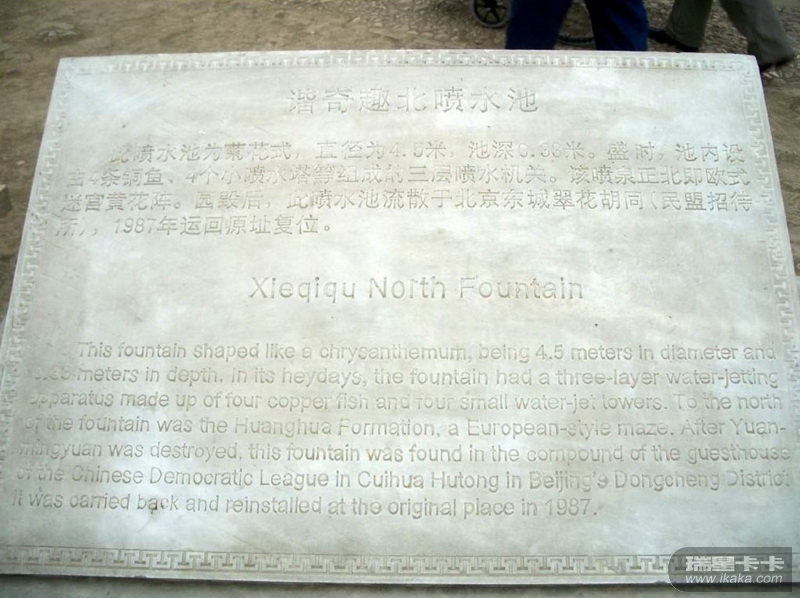 谐奇趣北喷水池
此喷水池为菊花式，直径为4.5米，池深0.68米。盛时，池内设
由4条铜鱼、4个小喷水塔等组成的三层喷水机关。该喷泉正北即欧式
迷宫黄花阵。园毁后，此喷水池流散于北京东城翠花胡同（民盟招待
所），1987年运回原址复位。
Xieqiqu North Fountain
This fountain shaped like a chrysanthemum, being 4.5 meters in diameter and
meters in depth. In its heydays, the fountain had a three-layer water-jetting
apparatus made up of four copper fish and four small water-jet towers. To the north
of the fountain was the Huanghua Formation, a European-style maze. After Yuan-
mingyuan was destroyed, this fountain was found in the compound of the guesthouse
of the Chinese Democratic League in Cuihua Hutong in Beijing's Dongcheng District
It was carried back and reinstalled at the original place in 1987.
瑞星卡卡
www.ikaka.com